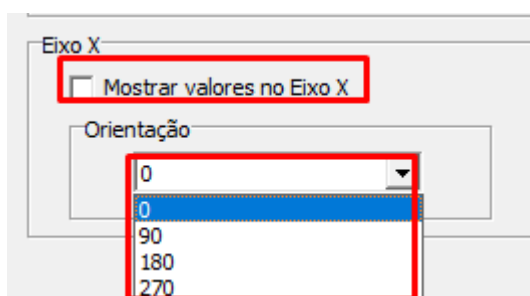 Eixo X
Mostrar valores no Eixo X
Orientação
0
0
90
180
270